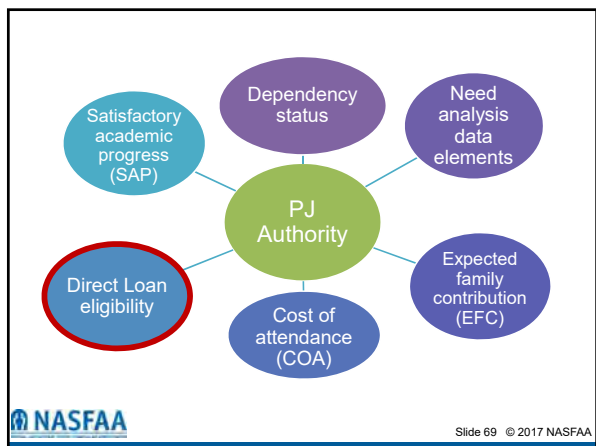 Dependency
status
Need
analysis
data
elements
Satisfactory
academic
progress
(SAP)
PJ
Authority
Direct Loan
eligibility
Expected
family
contribution
(EFC)
Cost of
attendance
(COA)
NASFAA
Slide 69 © 2017 NASFAA